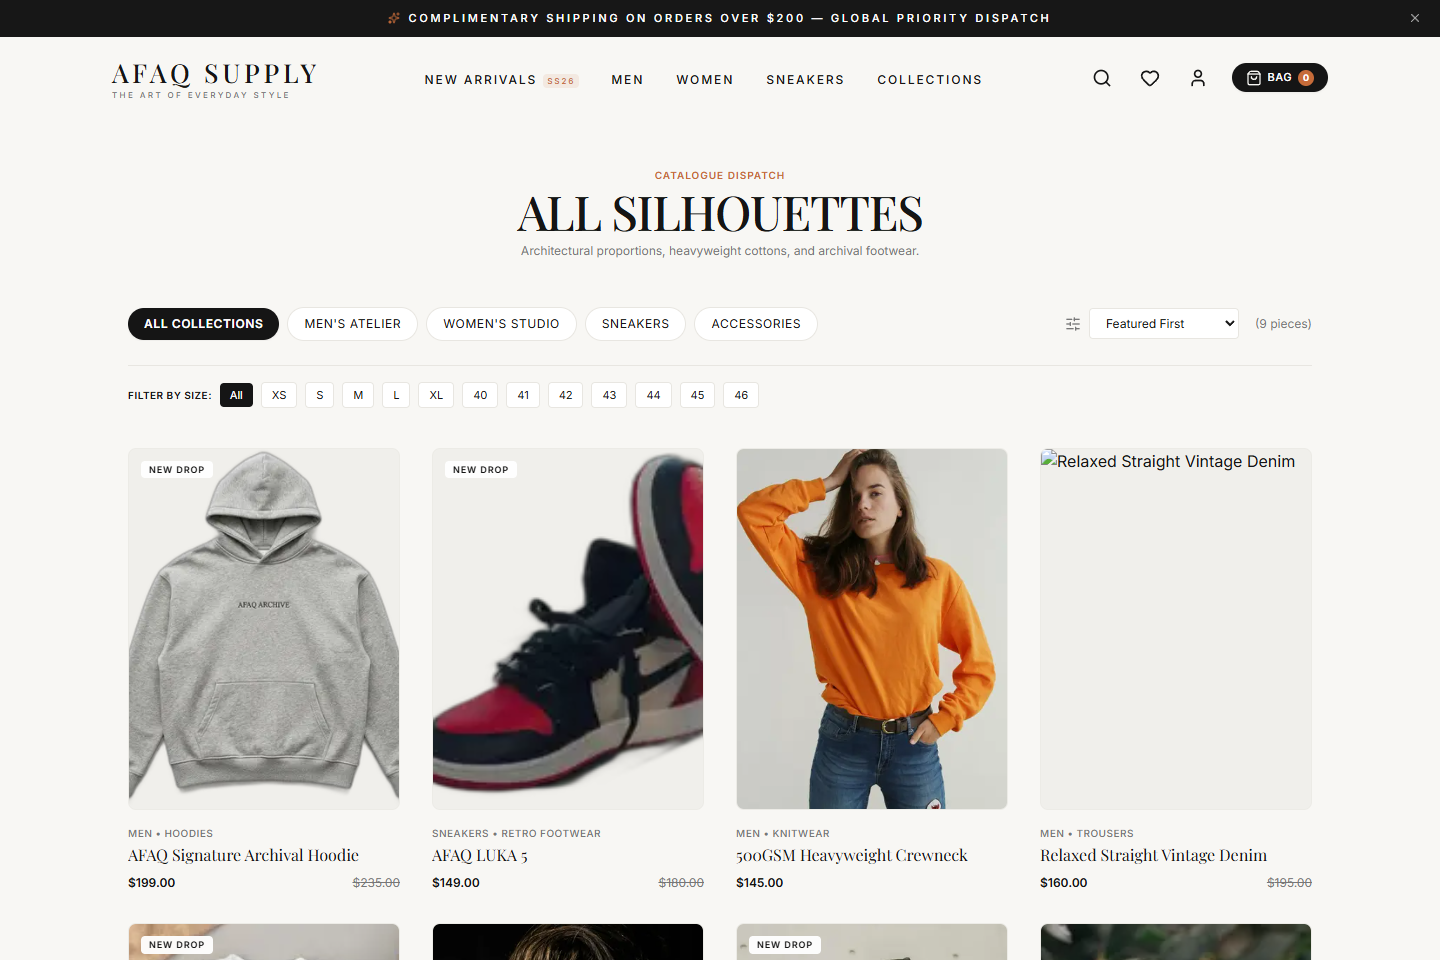 COMPLIMENTARY SHIPPING ON ORDERS OVER $200 — GLOBAL PRIORITY DISPATCH
AFAQ SUPPLY
THE ART OF EVERYDAY STYLE
NEW ARRIVALS SS26 MEN WOMEN SNEAKERS COLLECTIONS
BAG 0
CATALOGUE DISPATCH
ALL SILHOUETTES
Architectural proportions, heavyweight cottons, and archival footwear.
ALL COLLECTIONS MEN'S ATELIER WOMEN'S STUDIO SNEAKERS ACCESSORIES Featured First (9 pieces)
FILTER BY SIZE: All XS S M L XL 40 41 42 43 44 45 46
NEW DROP
AFAQ ARCHIVE
NEW DROP
Relaxed Straight Vintage Denim
MEN • HOODIES
AFAQ Signature Archival Hoodie
$199.00 $235.00
SNEAKERS • RETRO FOOTWEAR
AFAQ LUKA 5
$149.00 $180.00
MEN • KNITWEAR
500GSM Heavyweight Crewneck
$145.00
MEN • TROUSERS
Relaxed Straight Vintage Denim
$160.00 $195.00
NEW DROP
NEW DROP